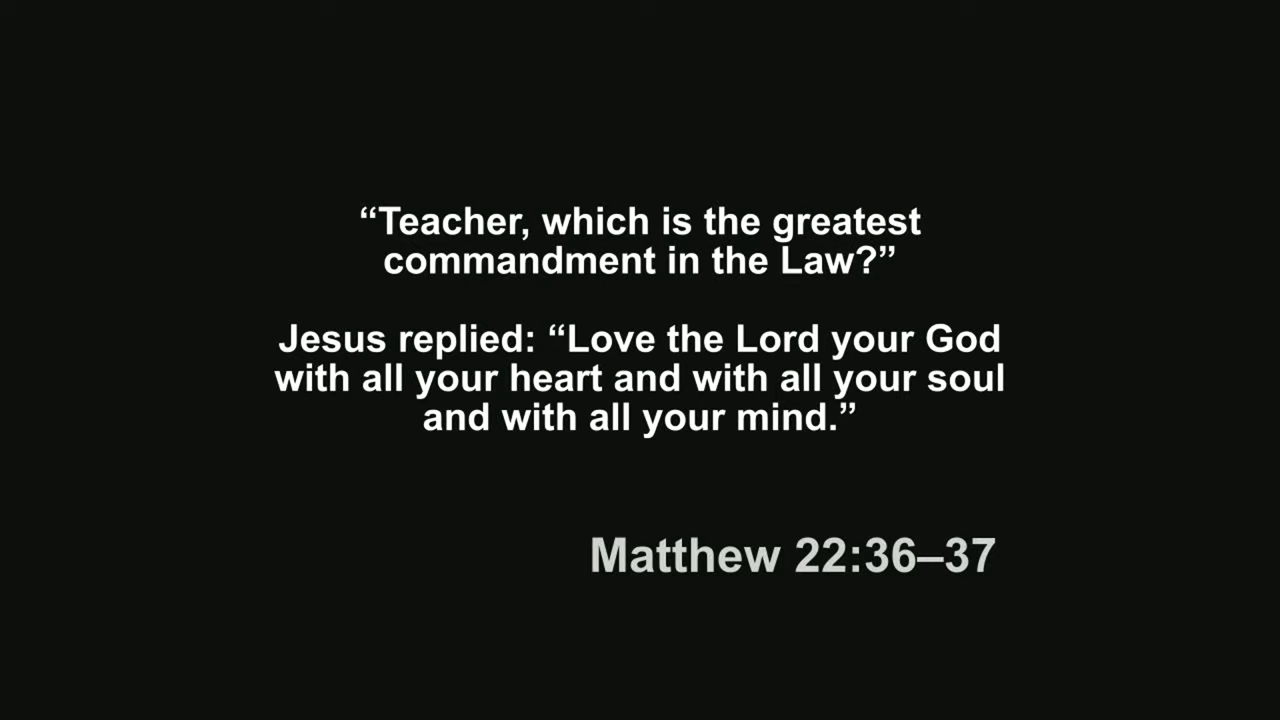 “Teacher, which is the greatest
commandment in the Law?”
Jesus replied: “Love the Lord your God
with all your heart and with all your soul
and with all your mind.”
Matthew 22:36–37